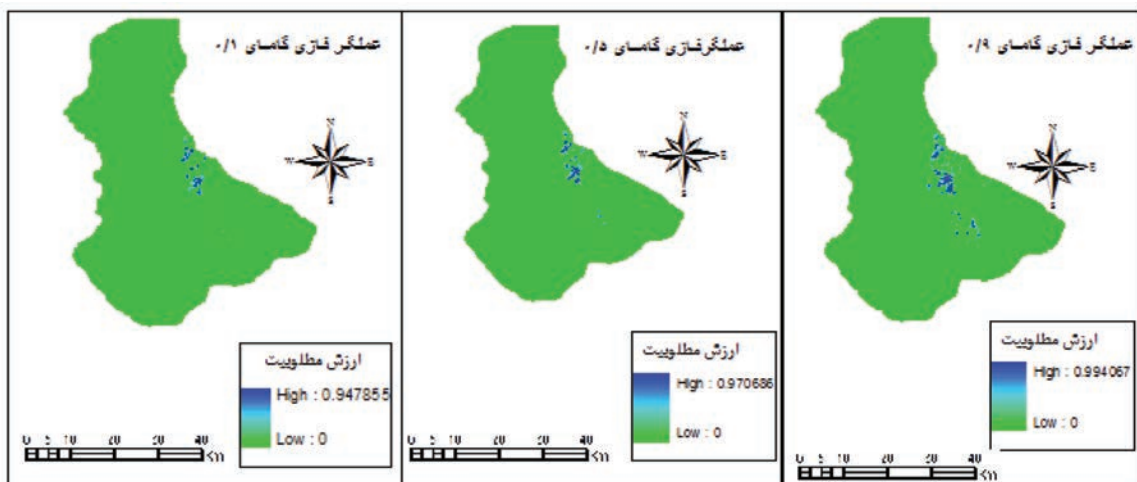 عملگر فازی گامای ۰/۱
N
W E
S
ارزش مطلوبیت
High : 0.947855
Low : 0
0 5 10 20 30 40
Km
عملگرفازی گامای ۰/۵
N
W E
S
ارزش مطلوبیت
High : 0.970686
Low : 0
0 5 10 20 30 40
Km
عملگر فازی گامای ۰/۹
N
W E
S
ارزش مطلوبیت
High : 0.994067
Low : 0
0 5 10 20 30 40
Km